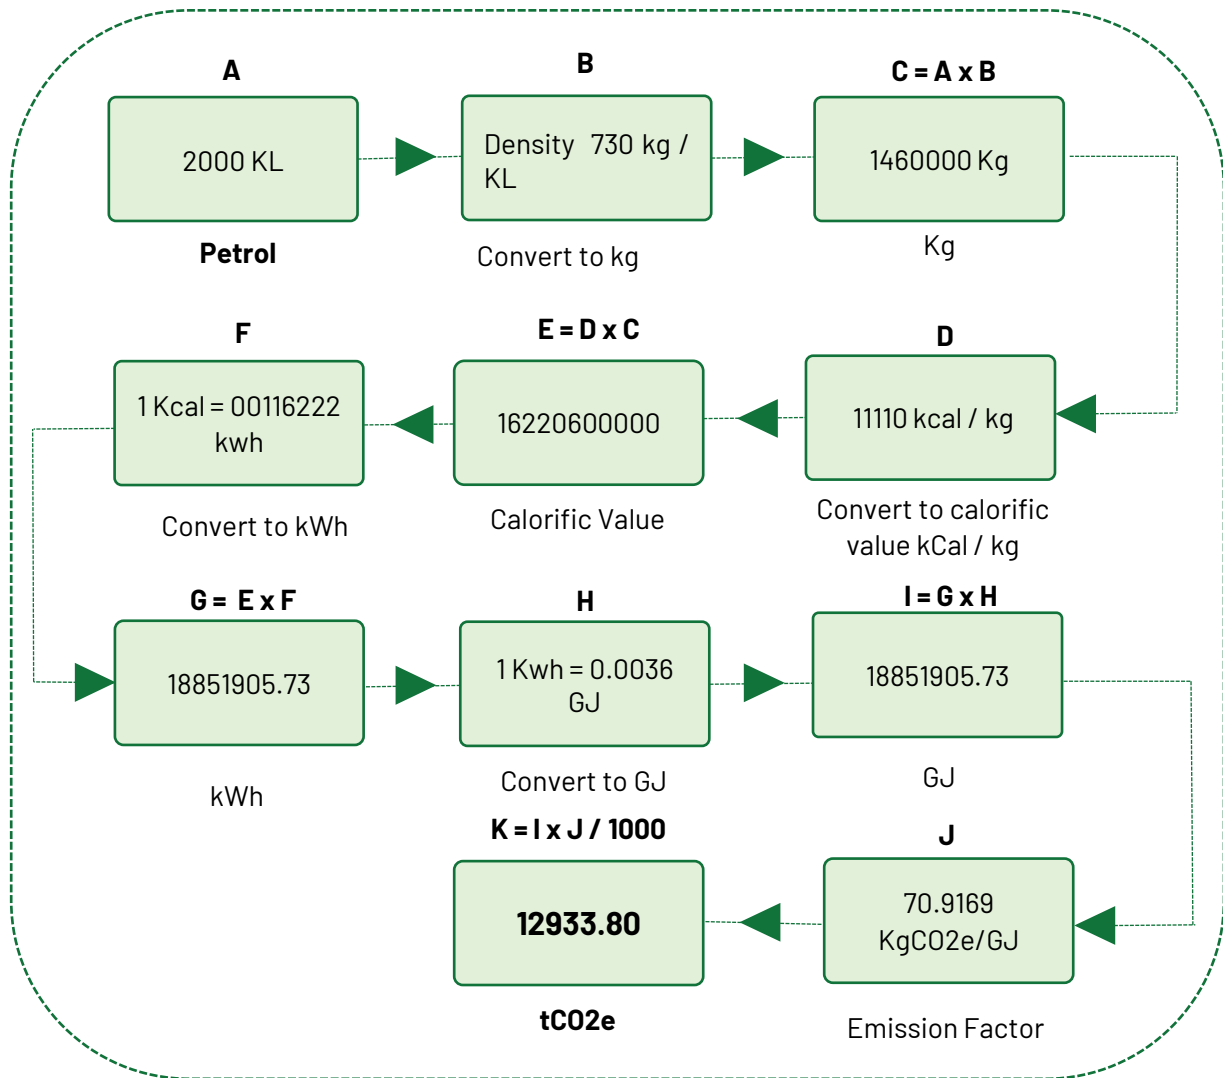 A
B
C = A x B
2000 KL
Density 730 kg /
KL
1460000 Kg
Petrol
Convert to kg
Kg
F
E = D x C
D
1 Kcal = 00116222
kwh
16220600000
11110 kcal / kg
Convert to kWh
Calorific Value
Convert to calorific
value kCal / kg
G = E x F
H
I = G x H
18851905.73
1 Kwh = 0.0036
GJ
18851905.73
kWh
Convert to GJ
GJ
K = I x J / 1000
J
12933.80
70.9169
KgCO2e/GJ
tCO2e
Emission Factor